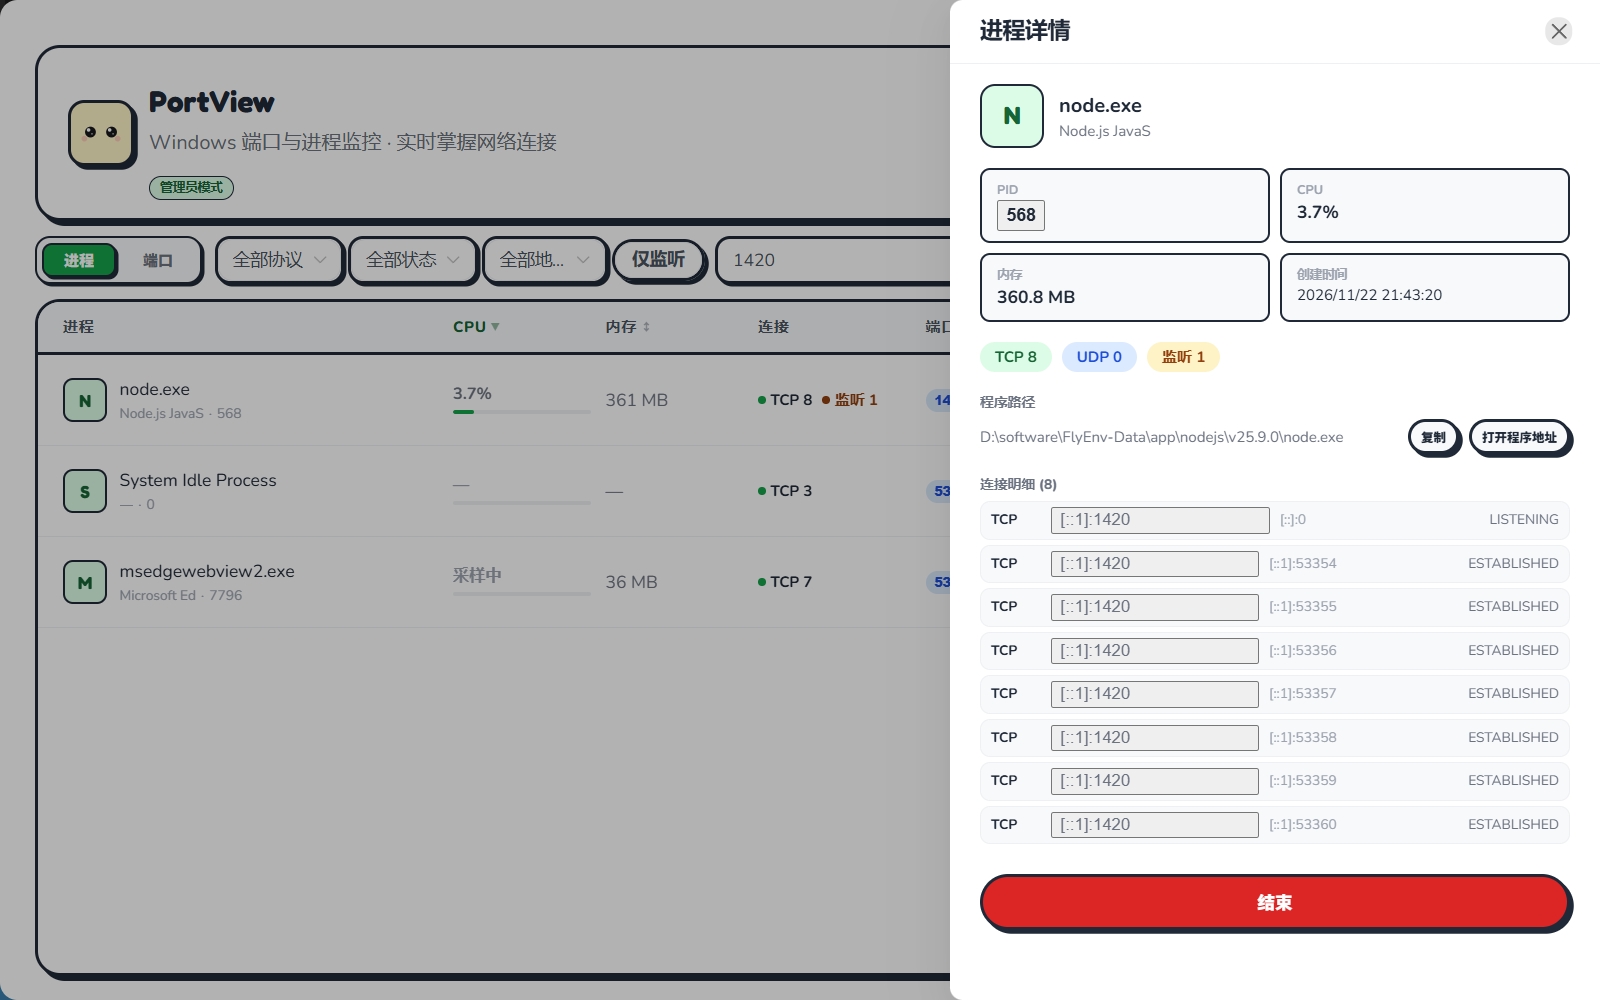 PortView
Windows 端口与进程监控 · 实时掌握网络连接
管理员模式
进程 端口 全部协议 全部状态 全部地... 仅监听 1420
进程 CPU 内存 连接 端口
node.exe
Node.js JavaS · 568
3.7% 361 MB TCP 8 监听 1 14
System Idle Process
— · 0
— — TCP 3 53
msedgewebview2.exe
Microsoft Ed · 7796
采样中 36 MB TCP 7 53
进程详情
N
node.exe
Node.js JavaS
PID
568
CPU
3.7%
内存
360.8 MB
创建时间
2026/11/22 21:43:20
TCP 8 UDP 0 监听 1
程序路径
D:\software\FlyEnv-Data\app\nodejs\v25.9.0\node.exe 复制 打开程序地址
连接明细 (8)
TCP [::1]:1420 [::]:0 LISTENING
TCP [::1]:1420 [::1]:53354 ESTABLISHED
TCP [::1]:1420 [::1]:53355 ESTABLISHED
TCP [::1]:1420 [::1]:53356 ESTABLISHED
TCP [::1]:1420 [::1]:53357 ESTABLISHED
TCP [::1]:1420 [::1]:53358 ESTABLISHED
TCP [::1]:1420 [::1]:53359 ESTABLISHED
TCP [::1]:1420 [::1]:53360 ESTABLISHED
结束